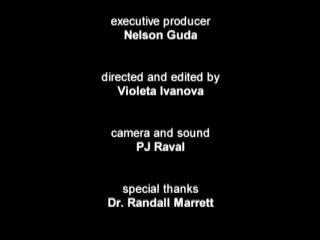 executive producer
Nelson Guda
directed and edited by
Violeta Ivanova
camera and sound
PJ Raval
special thanks
Dr. Randall Marrett